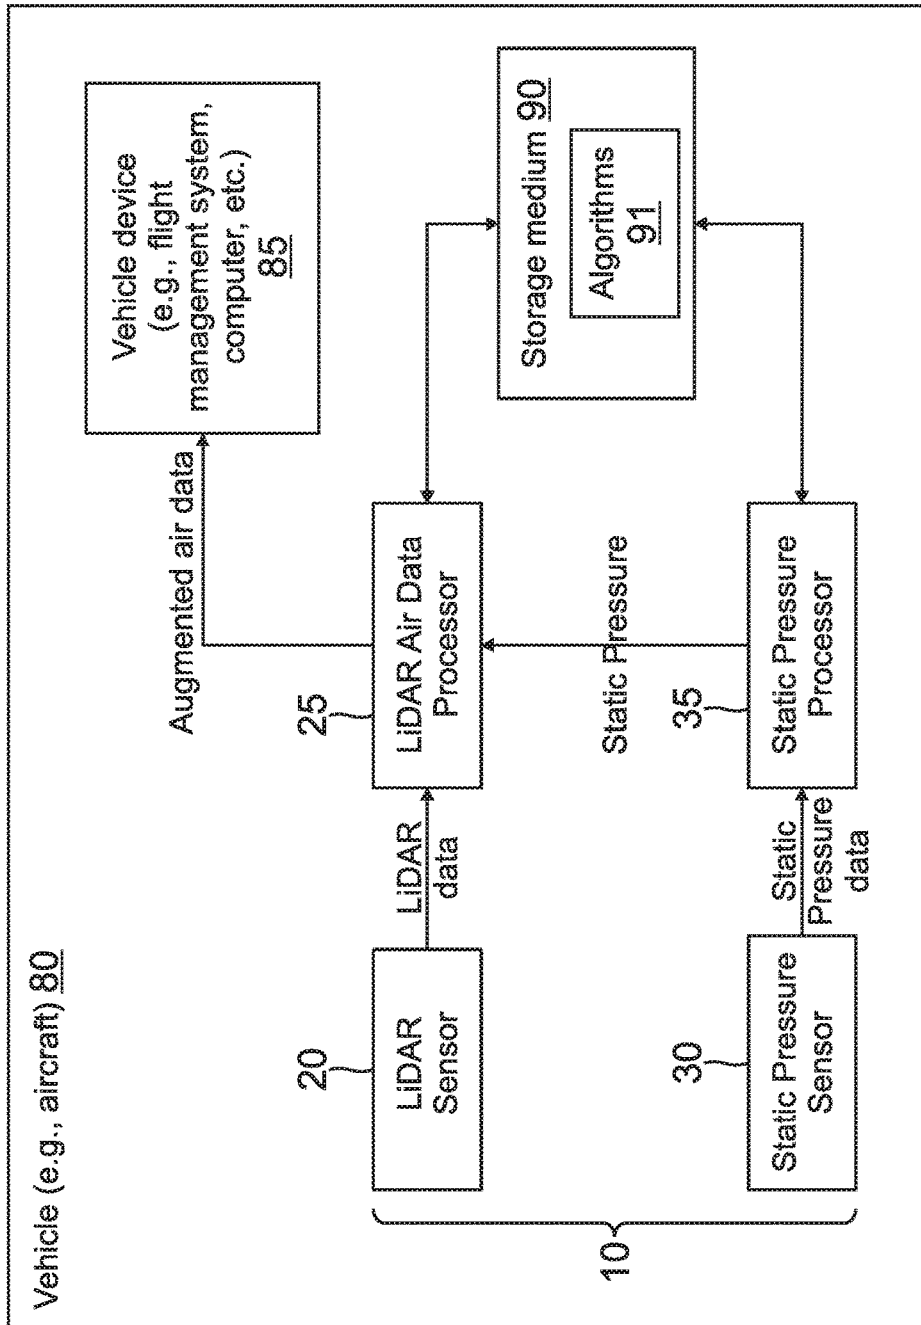 Vehicle (e.g., aircraft) 80
Vehicle device
(e.g., flight
management system,
computer, etc.)
85
Augmented air data
20
LiDAR
Sensor
LiDAR
data
25
LiDAR Air Data
Processor
Storage medium 90
Algorithms
91
10
Static Pressure
30
Static Pressure
Sensor
Static
Pressure
data
35
Static Pressure
Processor